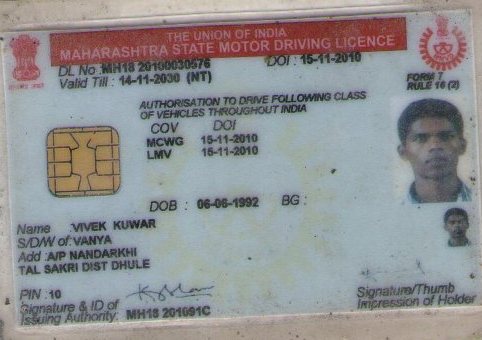 THE UNION OF INDIA
MAHARASHTRA STATE MOTOR DRIVING LICENCE
DL No MH18 20100030576 DOI : 15-11-2010
Valid Till : 14-11-2030 (NT)
FORM 7
RULE 16 (2)
AUTHORISATION TO DRIVE FOLLOWING CLASS
OF VEHICLES THROUGHOUT INDIA
COV DOI
MCWG 15-11-2010
LMV 15-11-2010
DOB : 06-06-1992 BG :
Name : VIVEK KUWAR
S/D/W of : VANYA
Add : A/P NANDARKHI
TAL SAKRI DIST DHULE
PIN : 10
Signature & ID of
Issuing Authority: MH18 201091C
Signature/Thumb
Impression of Holder